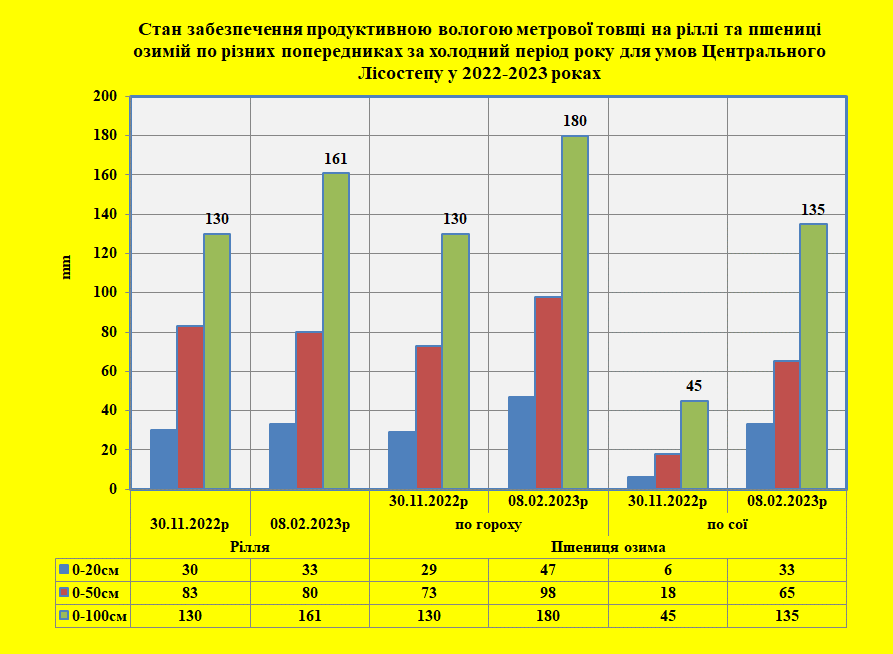 Стан забезпечення продуктивною вологою метрової товщі на ріллі та пшениці
озимій по різних попередниках за холодний період року для умов Центрального
Лісостепу у 2022-2023 роках
200
180
160
140
120
100
80
60
40
20
0
mm
130
161
130
180
45
135
30.11.2022р 08.02.2023р 30.11.2022р 08.02.2023р
30.11.2022р 08.02.2023р по гороху по сої
Рілля Пшениця озима
0-20см 30 33 29 47 6 33
0-50см 83 80 73 98 18 65
0-100см 130 161 130 180 45 135